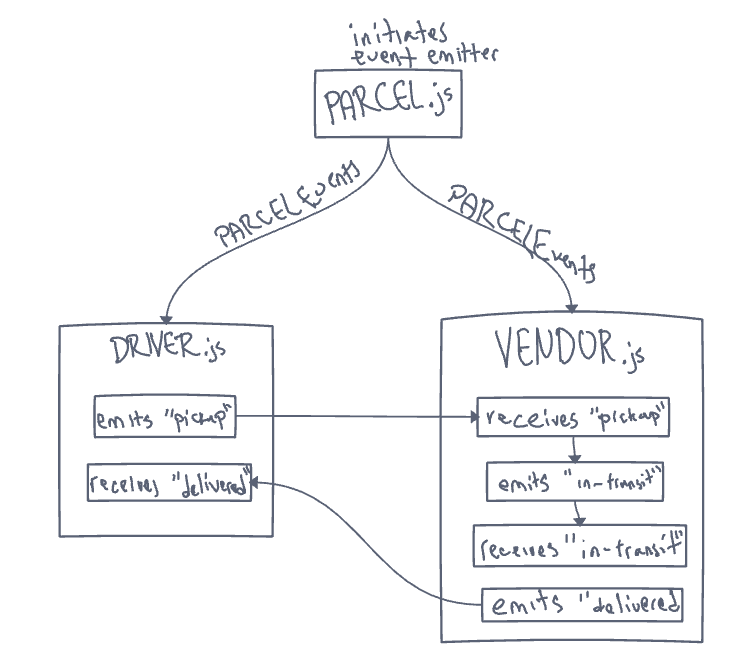 initiates
event emitter
PARCEL.js
PARCELEvents
PARCELEvents
DRIVER.js
emits "pickup"
receives "delivered"
VENDOR.js
receives "pickup"
emits "in-transit"
receives "in-transit"
emits "delivered